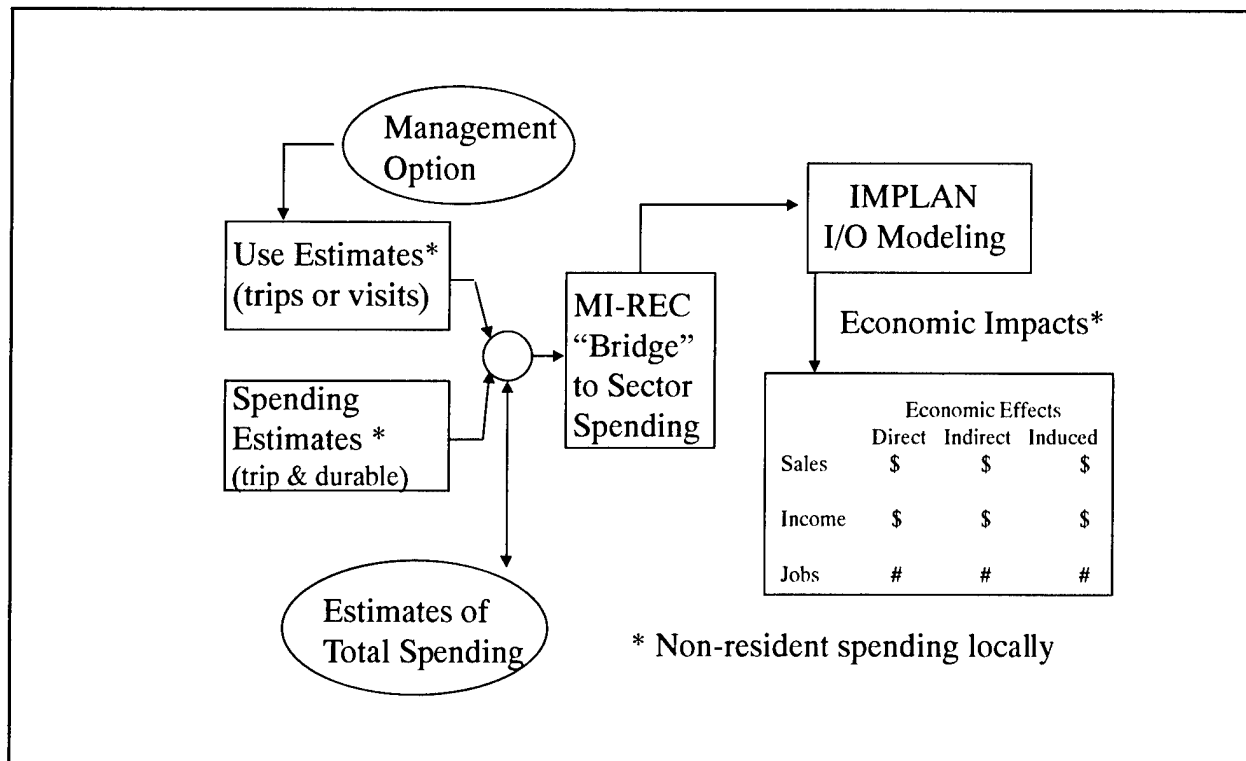 Management
Option
Use Estimates*
(trips or visits)
Spending
Estimates *
(trip & durable)
Estimates of
Total Spending
MI-REC
“Bridge”
to Sector
Spending
IMPLAN
I/O Modeling
Economic Impacts*
Economic Effects
Direct Indirect Induced
Sales $ $ $
Income $ $ $
Jobs # # #
* Non-resident spending locally